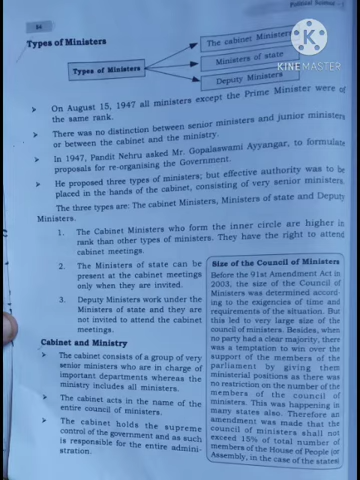 Political Science - I
94
Types of Ministers
The cabinet Ministers
Types of Ministers
Ministers of state
Deputy Ministers
KINEMASTER
➤ On August 15, 1947 all ministers except the Prime Minister were of
the same rank.
➤ There was no distinction between senior ministers and junior ministers
or between the cabinet and the ministry.
➤ In 1947, Pandit Nehru asked Mr. Gopalaswami Ayyangar, to formulate
proposals for re-organising the Government.
➤ He proposed three types of ministers; but effective authority was to be
placed in the hands of the cabinet, consisting of very senior ministers.
The three types are: The cabinet Ministers, Ministers of state and Deputy
Ministers.
1. The Cabinet Ministers who form the inner circle are higher in
rank than other types of ministers. They have the right to attend
cabinet meetings.
2. The Ministers of state can be
present at the cabinet meetings
only when they are invited.
3. Deputy Ministers work under the
Ministers of state and they are
not invited to attend the cabinet
meetings.
Cabinet and Ministry
➤ The cabinet consists of a group of very
senior ministers who are in charge of
important departments whereas the
ministry includes all ministers.
➤ The cabinet acts in the name of the
entire council of ministers.
➤ The cabinet holds the supreme
control of the government and as such
is responsible for the entire admini-
stration.
Size of the Council of Ministers
Before the 91st Amendment Act in
2003, the size of the Council of
Ministers was determined according
to the exigencies of time and
requirements of the situation. But
this led to very large size of the
council of ministers. Besides, when
no party had a clear majority, there
was a temptation to win over the
support of the members of the
parliament by giving them
ministerial positions as there was
no restriction on the number of the
members of the council of
ministers. This was happening in
many states also. Therefore an
amendment was made that the
council of ministers shall not
exceed 15% of total number of
members of the House of People (or
Assembly, in the case of the states)